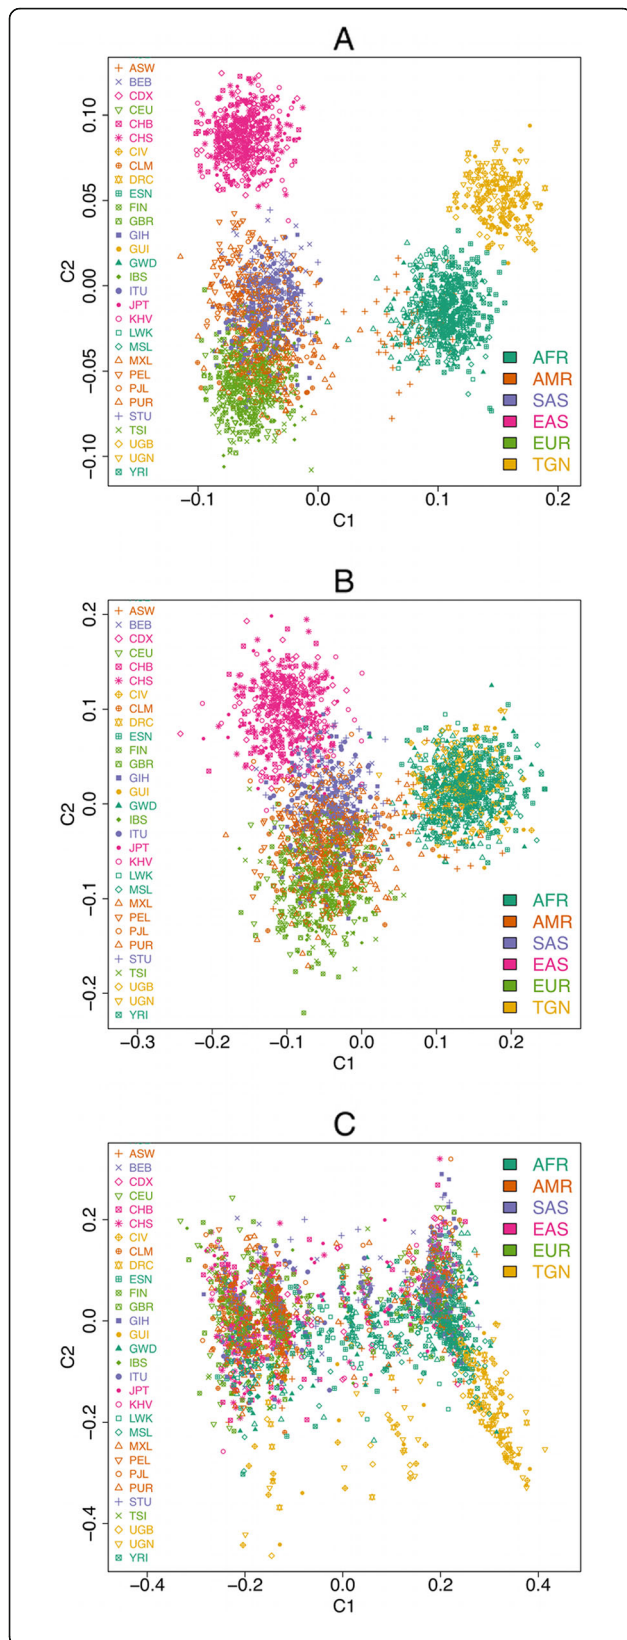 A
ASW
BEB
CDX
CEU
CHB
CHS
CIV
CLM
DRC
ESN
FIN
GBR
GIH
GUI
GWD
IBS
ITU
JPT
KHV
LWK
MSL
MXL
PEL
PJL
PUR
STU
TSI
UGB
UGN
YRI
AFR
AMR
SAS
EAS
EUR
TGN
0.10
0.05
0.00
−0.05
−0.10
C2
−0.1 0.0 0.1 0.2
C1
B
ASW
BEB
CDX
CEU
CHB
CHS
CIV
CLM
DRC
ESN
FIN
GBR
GIH
GUI
GWD
IBS
ITU
JPT
KHV
LWK
MSL
MXL
PEL
PJL
PUR
STU
TSI
UGB
UGN
YRI
AFR
AMR
SAS
EAS
EUR
TGN
0.2
0.1
0.0
−0.1
−0.2
C2
−0.3 −0.2 −0.1 0.0 0.1 0.2
C1
C
ASW
BEB
CDX
CEU
CHB
CHS
CIV
CLM
DRC
ESN
FIN
GBR
GIH
GUI
GWD
IBS
ITU
JPT
KHV
LWK
MSL
MXL
PEL
PJL
PUR
STU
TSI
UGB
UGN
YRI
AFR
AMR
SAS
EAS
EUR
TGN
0.2
0.0
−0.2
−0.4
C2
−0.4 −0.2 0.0 0.2 0.4
C1